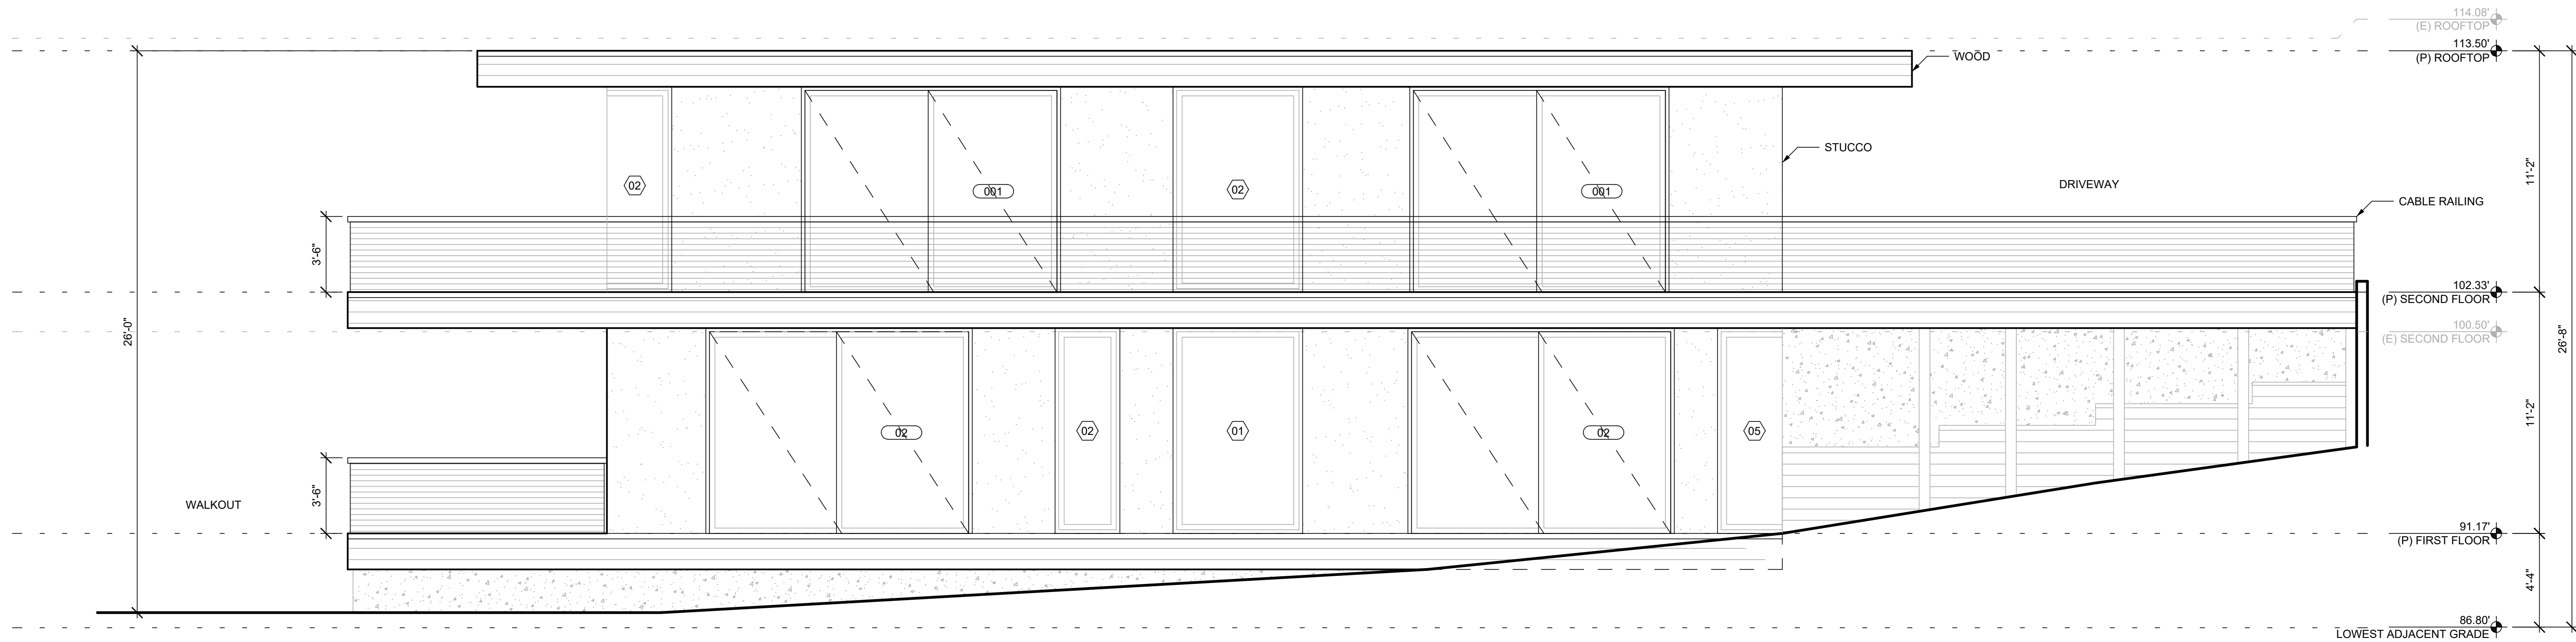 114.08'
(E) ROOFTOP
113.50'
(P) ROOFTOP
WOOD
STUCCO
11'-2"
DRIVEWAY
02
001
02
001
CABLE RAILING
3'-6"
102.33'
(P) SECOND FLOOR
100.50'
(E) SECOND FLOOR
26'-0"
26'-8"
11'-2"
02
02
01
02
05
3'-6"
WALKOUT
91.17'
(P) FIRST FLOOR
4'-4"
86.80'
LOWEST ADJACENT GRADE